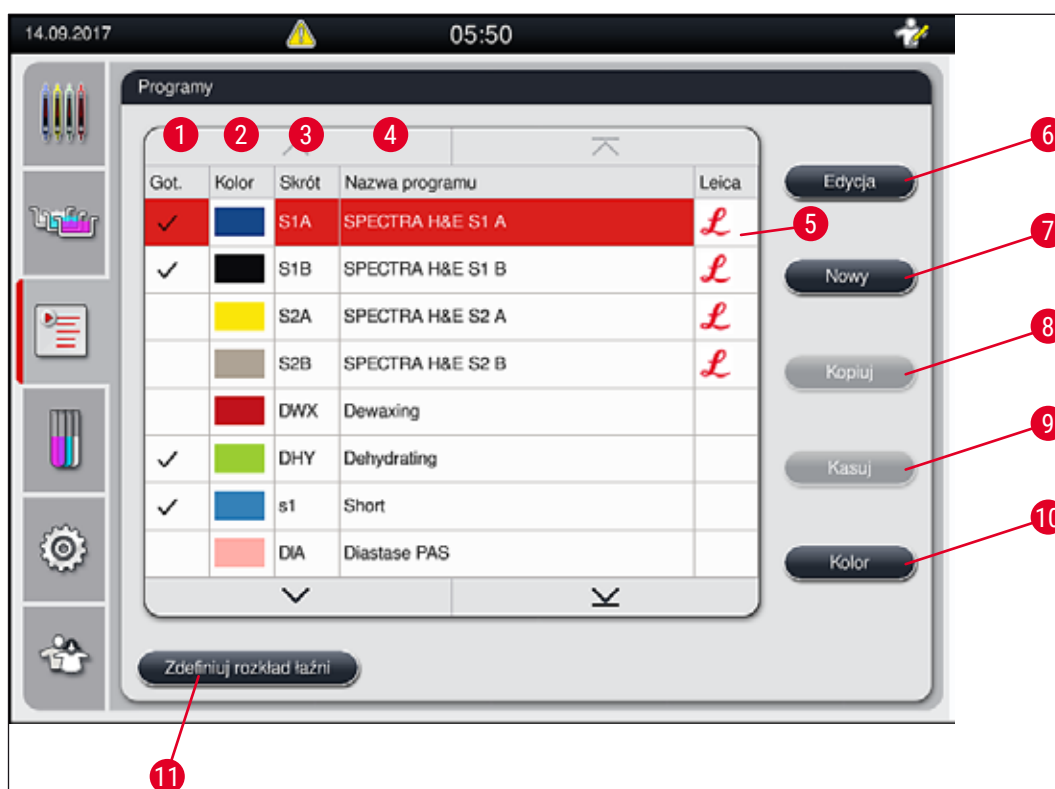 14.09.2017 05:50
Programy
1 2 3 4
Got. Kolor Skrót Nazwa programu Leica
S1A SPECTRA H&E S1 A
S1B SPECTRA H&E S1 B
S2A SPECTRA H&E S2 A
S2B SPECTRA H&E S2 B
DWX Dewaxing
DHY Dehydrating
s1 Short
DIA Diastase PAS
5
Edycja
6
Nowy
7
Kopiuj
8
Kasuj
9
Kolor
10
Zdefiniuj rozkład łaźni
11